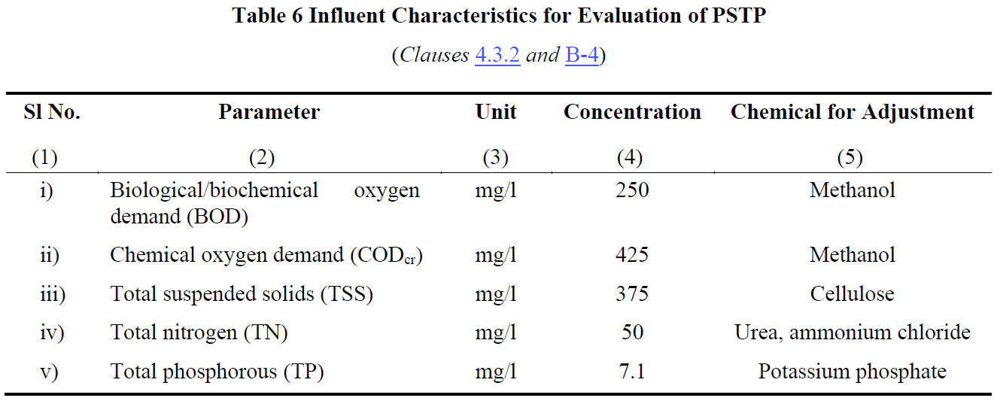 Table 6 Influent Characteristics for Evaluation of PSTP
(Clauses 4.3.2 and B-4)
Sl No. Parameter Unit Concentration Chemical for Adjustment
(1) (2) (3) (4) (5)
i) Biological/biochemical oxygen mg/l 250 Methanol
demand (BOD)
ii) Chemical oxygen demand (CODcr) mg/l 425 Methanol
iii) Total suspended solids (TSS) mg/l 375 Cellulose
iv) Total nitrogen (TN) mg/l 50 Urea, ammonium chloride
v) Total phosphorous (TP) mg/l 7.1 Potassium phosphate